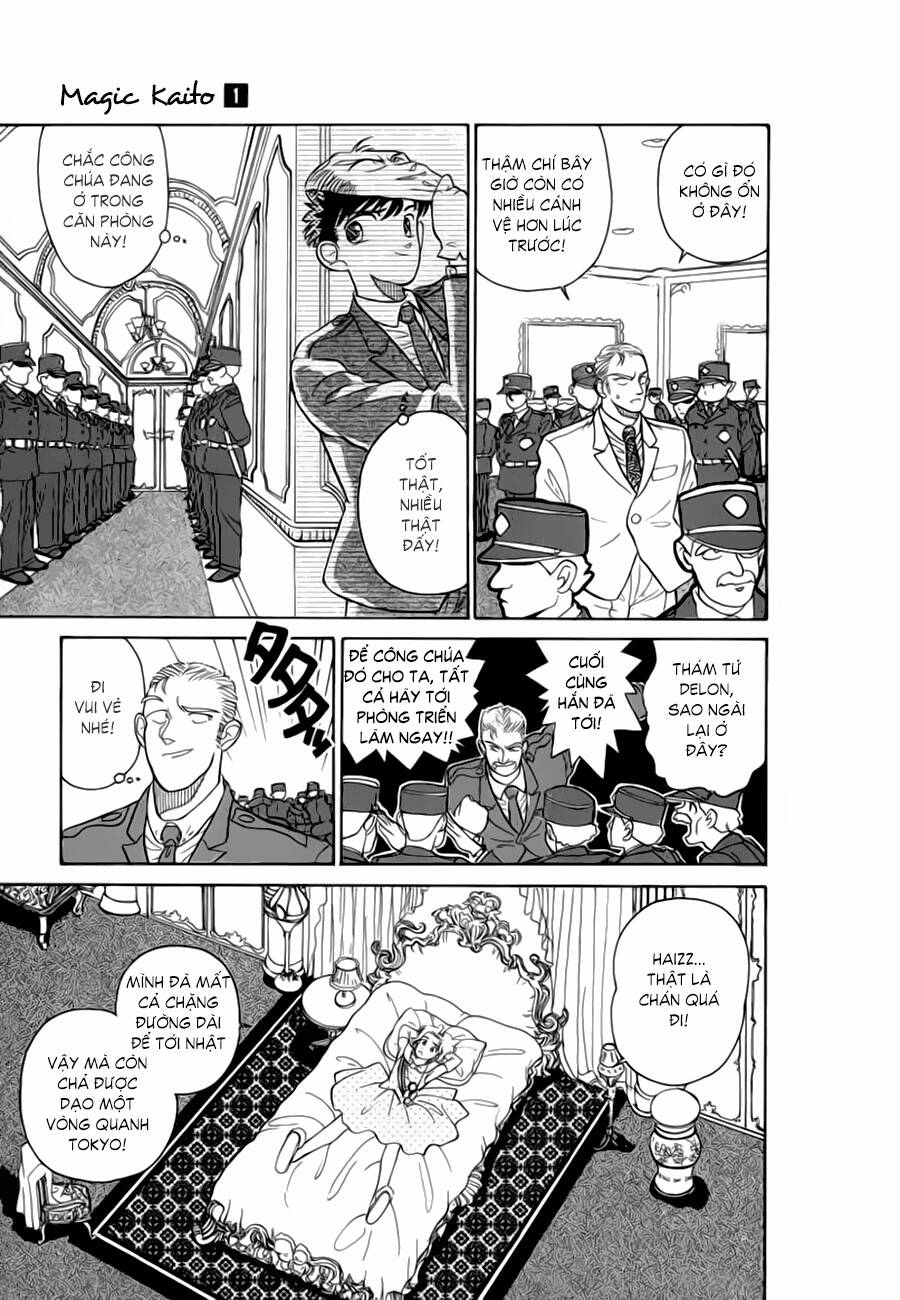 Magic Kaito 1
CÓ GÌ ĐÓ
KHÔNG ỔN
Ở ĐÂY!
THẬM CHÍ BÂY
GIỜ CÒN CÓ
NHIỀU CẢNH
VỆ HƠN LÚC
TRƯỚC!
TỐT
THẬT,
NHIỀU
THẬT
ĐẤY!
CHẮC CÔNG
CHÚA ĐANG
Ở TRONG
CĂN PHÒNG
NÀY!
THÁM TỬ
DELON,
SAO NGÀI
LẠI Ở
ĐÂY?
CUỐI
CÙNG
HẮN ĐÃ
TỚI!
ĐỂ CÔNG CHÚA
ĐÓ CHO TA, TẤT
CẢ HÃY TỚI
PHÒNG TRIỂN
LÃM NGAY!!
タタタッ
ĐI
VUI VẺ
NHÉ!
HAIZZ...
THẬT LÀ
CHÁN QUÁ
ĐI!
MÌNH ĐÃ MẤT
CẢ CHẶNG
ĐƯỜNG DÀI
ĐỂ TỚI NHẬT
VẬY MÀ CÒN
CHẢ ĐƯỢC
DẠO MỘT
VÒNG QUANH
TOKYO!